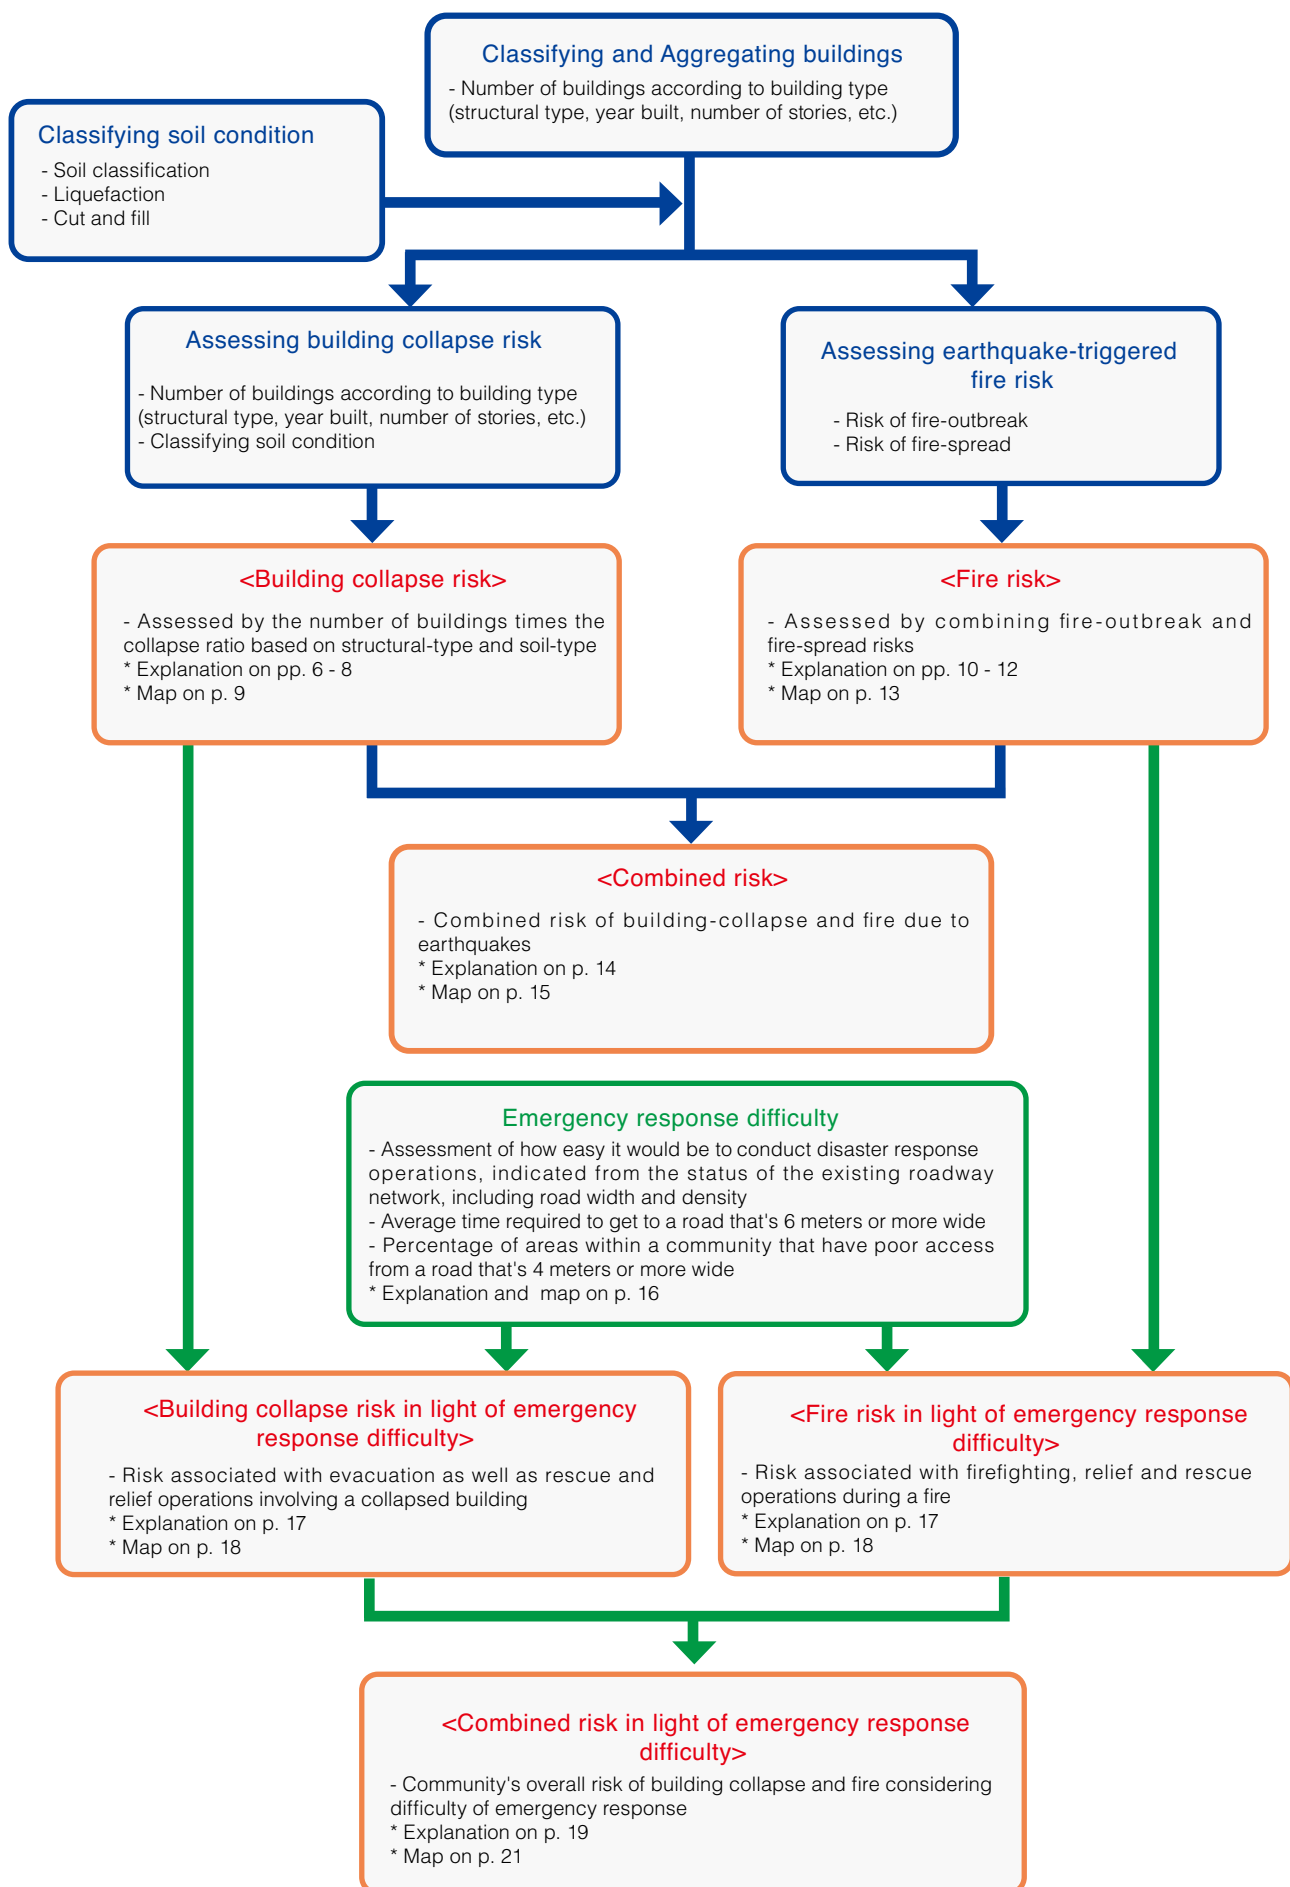 Classifying and Aggregating buildings
- Number of buildings according to building type
(structural type, year built, number of stories, etc.)
Classifying soil condition
- Soil classification
- Liquefaction
- Cut and fill
Assessing building collapse risk
- Number of buildings according to building type
(structural type, year built, number of stories, etc.)
- Classifying soil condition
Assessing earthquake-triggered
fire risk
- Risk of fire-outbreak
- Risk of fire-spread
<Building collapse risk>
- Assessed by the number of buildings times the
collapse ratio based on structural-type and soil-type
* Explanation on pp. 6 - 8
* Map on p. 9
<Fire risk>
- Assessed by combining fire-outbreak and
fire-spread risks
* Explanation on pp. 10 - 12
* Map on p. 13
<Combined risk>
- Combined risk of building-collapse and fire due to
earthquakes
* Explanation on p. 14
* Map on p. 15
Emergency response difficulty
- Assessment of how easy it would be to conduct disaster response
operations, indicated from the status of the existing roadway
network, including road width and density
- Average time required to get to a road that's 6 meters or more wide
- Percentage of areas within a community that have poor access
from a road that's 4 meters or more wide
* Explanation and map on p. 16
<Building collapse risk in light of emergency
response difficulty>
- Risk associated with evacuation as well as rescue and
relief operations involving a collapsed building
* Explanation on p. 17
* Map on p. 18
<Fire risk in light of emergency response
difficulty>
- Risk associated with firefighting, relief and rescue
operations during a fire
* Explanation on p. 17
* Map on p. 18
<Combined risk in light of emergency response
difficulty>
- Community's overall risk of building collapse and fire considering
difficulty of emergency response
* Explanation on p. 19
* Map on p. 21